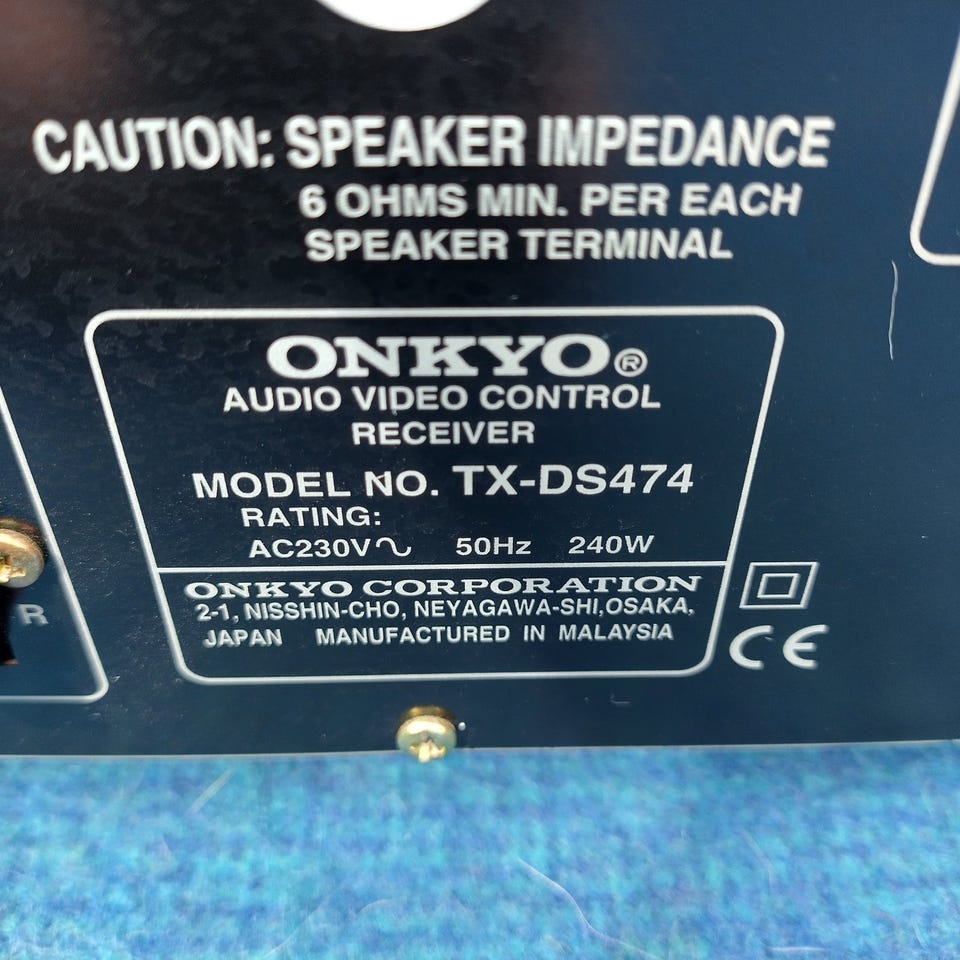 CAUTION: SPEAKER IMPEDANCE
6 OHMS MIN. PER EACH
SPEAKER TERMINAL
ONKYO®
AUDIO VIDEO CONTROL
RECEIVER
MODEL NO. TX-DS474
RATING:
AC230V∿ 50Hz 240W
ONKYO CORPORATION
2-1, NISSHIN-CHO, NEYAGAWA-SHI,OSAKA,
JAPAN MANUFACTURED IN MALAYSIA
CE
R